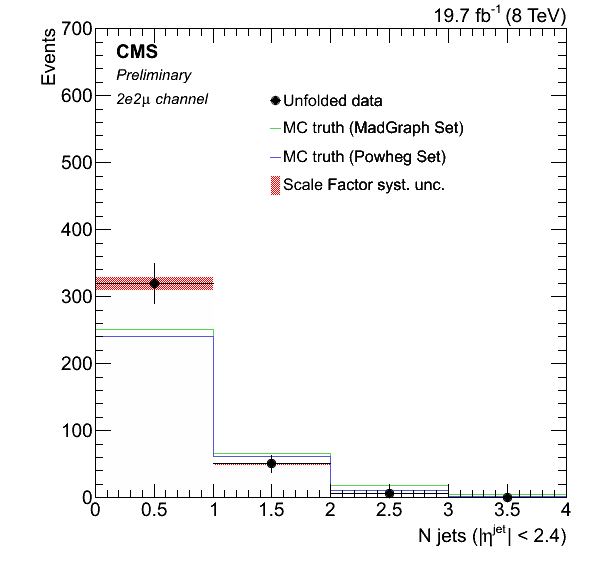 19.7 fb⁻¹ (8 TeV)
Events
700
600
500
400
300
200
100
0
CMS
Preliminary
2e2μ channel
Unfolded data
MC truth (MadGraph Set)
MC truth (Powheg Set)
Scale Factor syst. unc.
0 0.5 1 1.5 2 2.5 3 3.5 4
N jets (|η^jet| < 2.4)